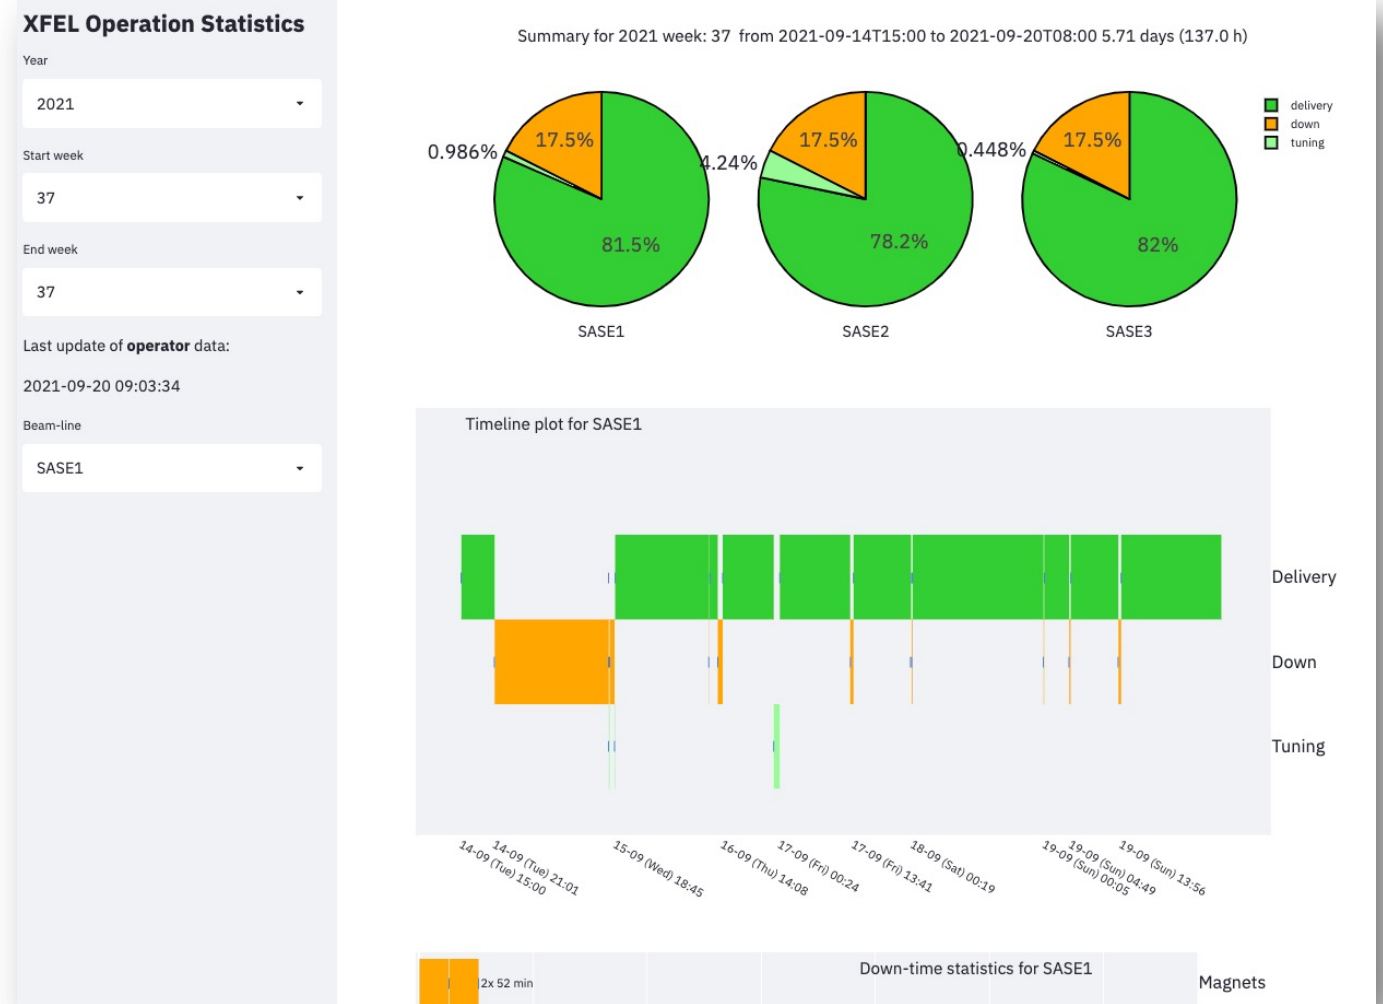 XFEL Operation Statistics
Year
2021
Start week
37
End week
37
Last update of operator data:
2021-09-20 09:03:34
Beam-line
SASE1
Summary for 2021 week: 37 from 2021-09-14T15:00 to 2021-09-20T08:00 5.71 days (137.0 h)
17.5%
0.986%
81.5%
SASE1
17.5%
4.24%
78.2%
SASE2
17.5%
0.448%
82%
SASE3
delivery
down
tuning
Timeline plot for SASE1
Delivery
Down
Tuning
14-09 (Tue) 15:00
14-09 (Tue) 21:01
15-09 (Wed) 18:45
16-09 (Thu) 14:08
17-09 (Fri) 00:24
17-09 (Fri) 13:41
18-09 (Sat) 00:19
19-09 (Sun) 00:05
19-09 (Sun) 04:49
19-09 (Sun) 13:56
Down-time statistics for SASE1
2x 52 min
Magnets